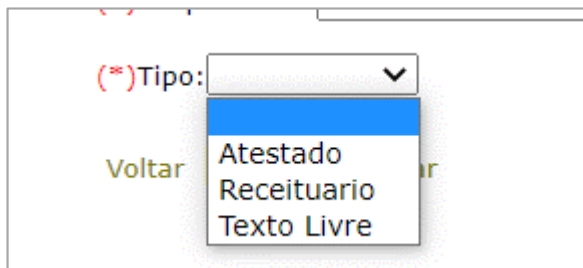 (*)Tipo:
Atestado
Voltar
Receituario
Texto Livre